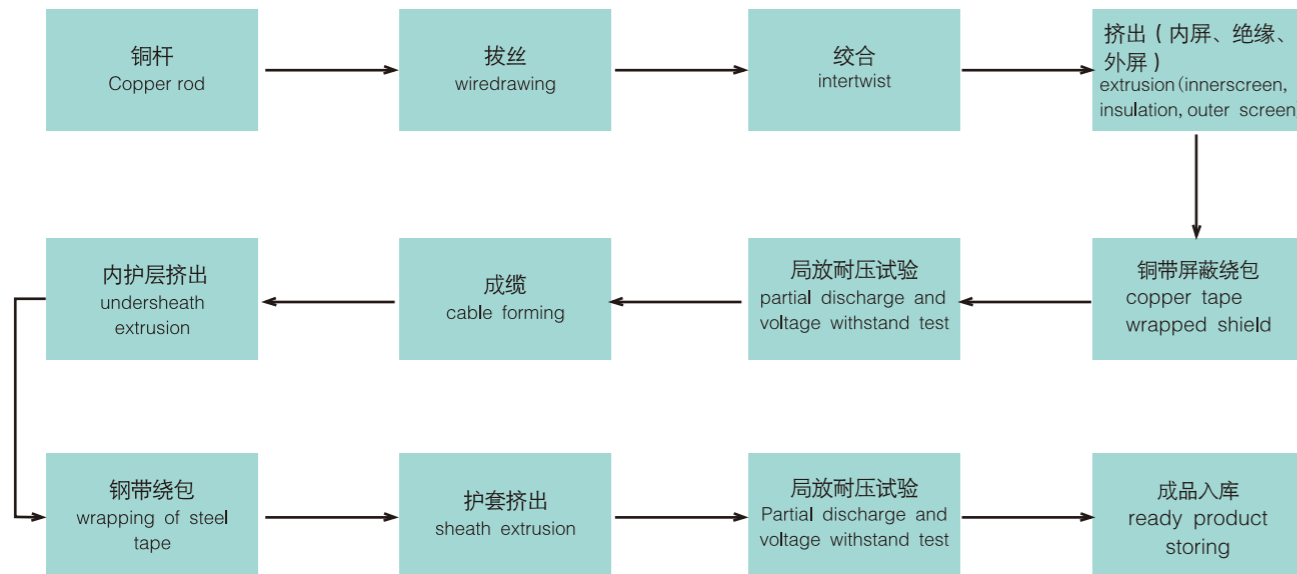 铜杆
Copper rod
拔丝
wiredrawing
绞合
intertwist
挤出（内屏、绝缘、
外屏）
extrusion(innerscreen,
insulation, outer screen
铜带屏蔽绕包
copper tape
wrapped shield
局放耐压试验
partial discharge and
voltage withstand test
成缆
cable forming
内护层挤出
undersheath
extrusion
钢带绕包
wrapping of steel
tape
护套挤出
sheath extrusion
局放耐压试验
Partial discharge and
voltage withstand test
成品入库
ready product
storing